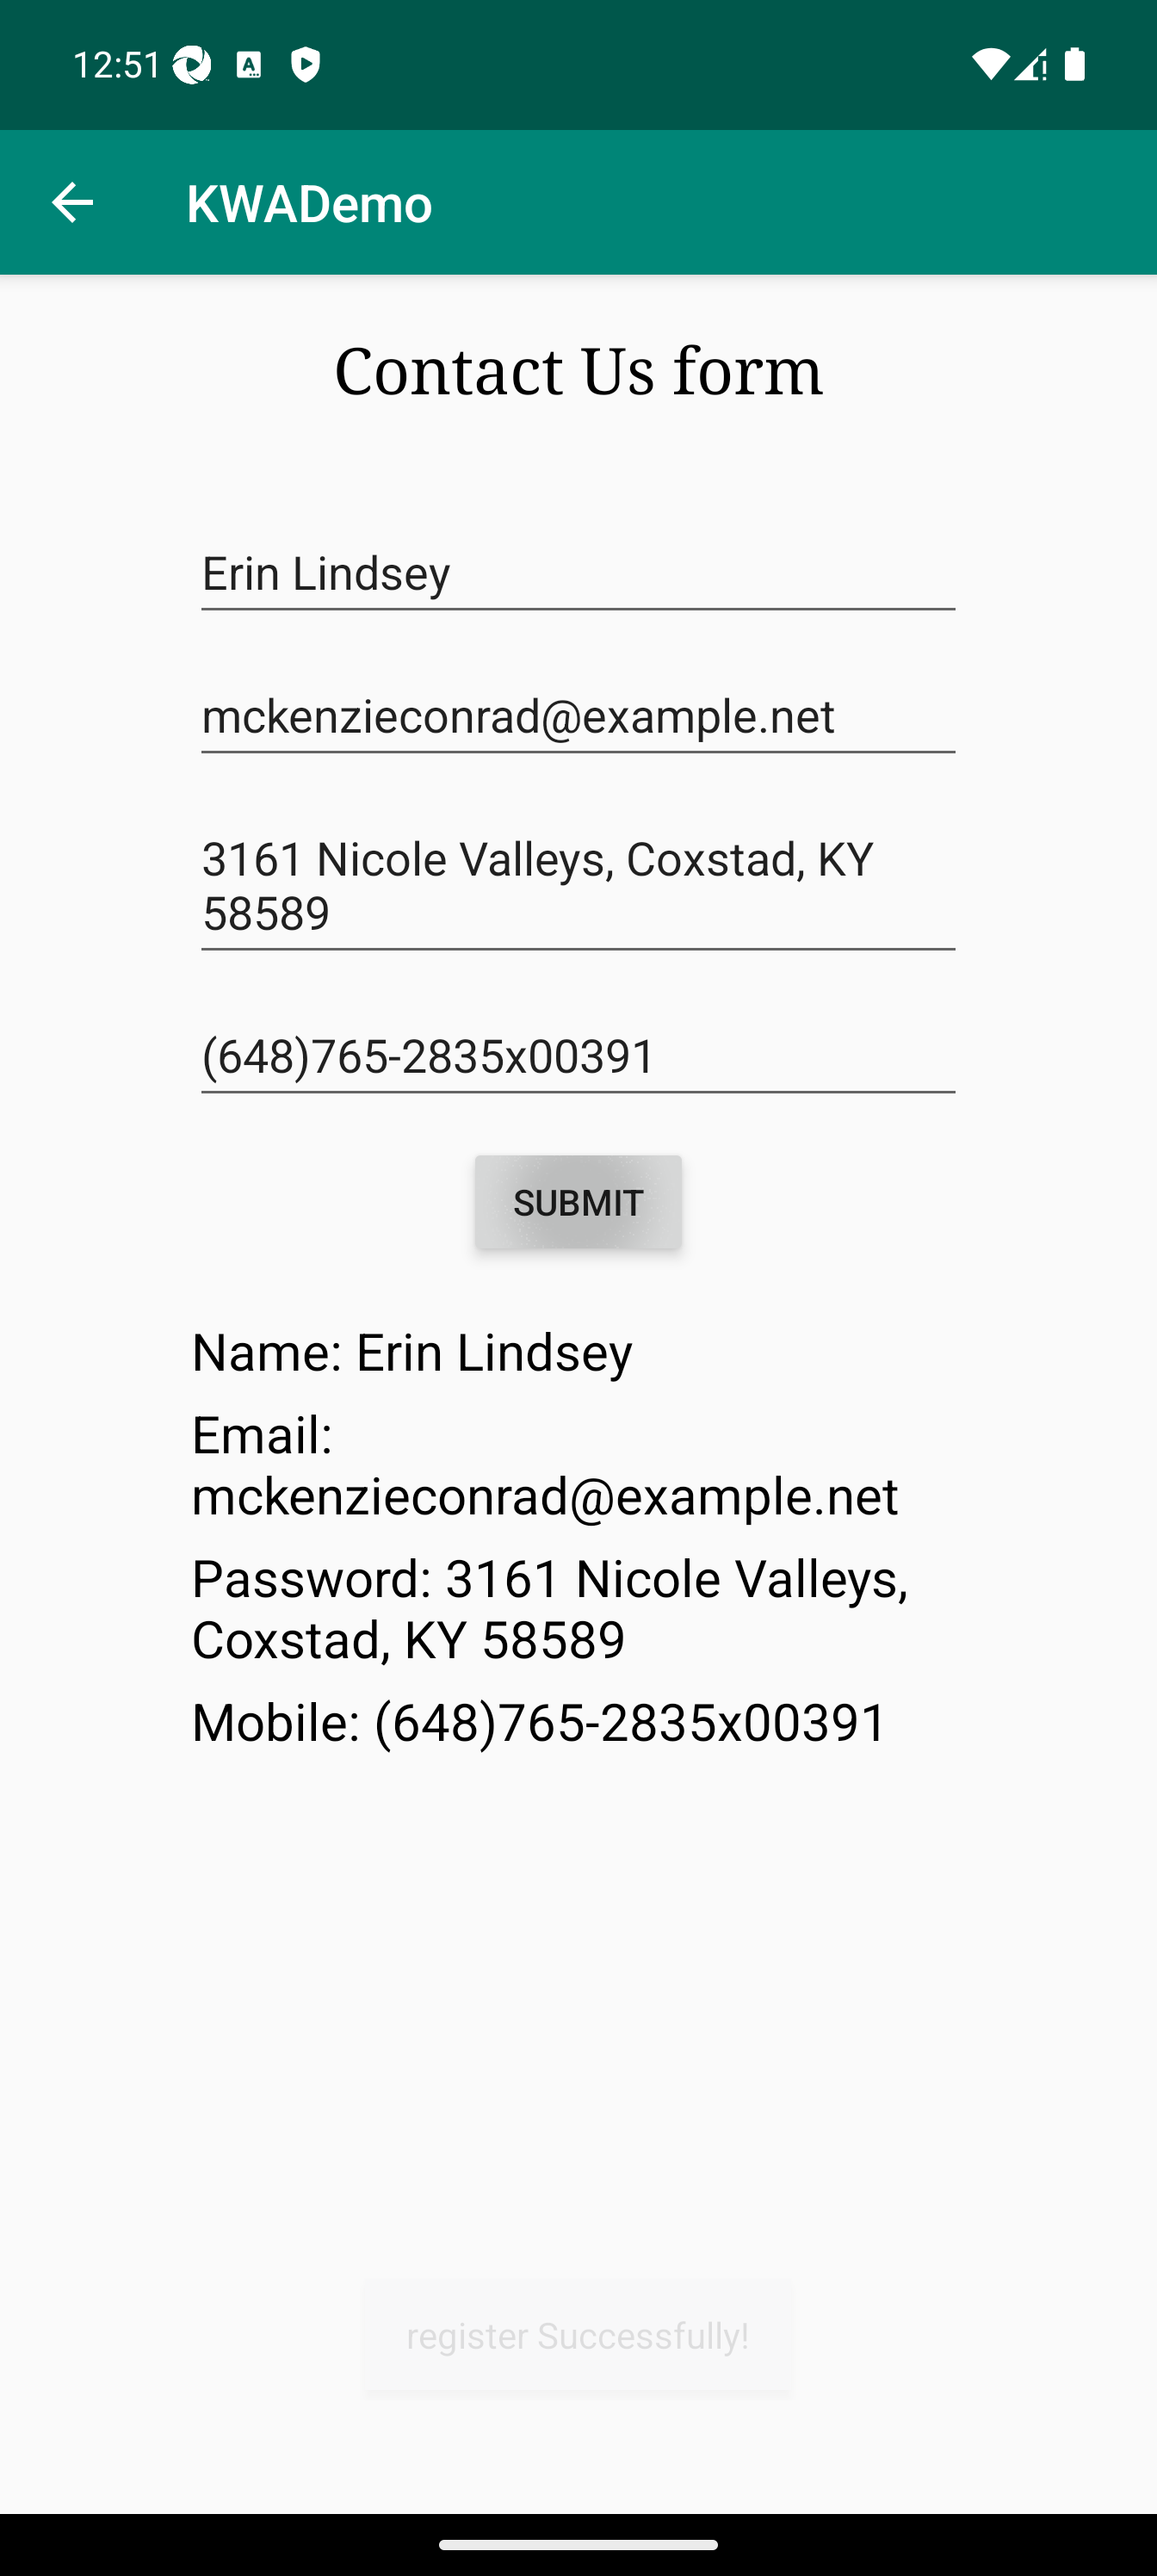 12:51
KWADemo
Contact Us form
Erin Lindsey
mckenzieconrad@example.net
3161 Nicole Valleys, Coxstad, KY
58589
(648)765-2835x00391
SUBMIT
Name: Erin Lindsey
Email:
mckenzieconrad@example.net
Password: 3161 Nicole Valleys,
Coxstad, KY 58589
Mobile: (648)765-2835x00391
register Successfully!